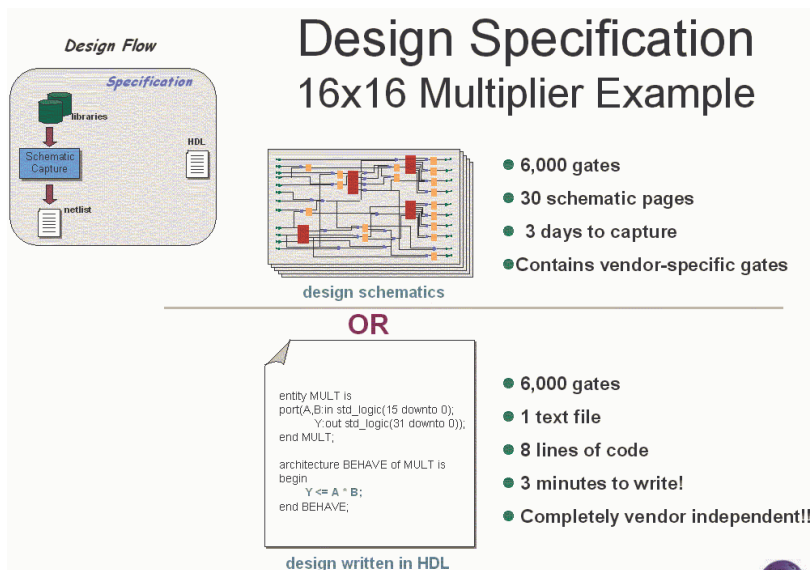 Design Flow
Specification
libraries
Schematic
Capture
HDL
netlist
Design Specification
16x16 Multiplier Example
6,000 gates
30 schematic pages
3 days to capture
Contains vendor-specific gates
design schematics
OR
entity MULT is
port(A,B:in std_logic(15 downto 0);
Y:out std_logic(31 downto 0));
end MULT;
architecture BEHAVE of MULT is
begin
Y <= A * B;
end BEHAVE;
design written in HDL
6,000 gates
1 text file
8 lines of code
3 minutes to write!
Completely vendor independent!!